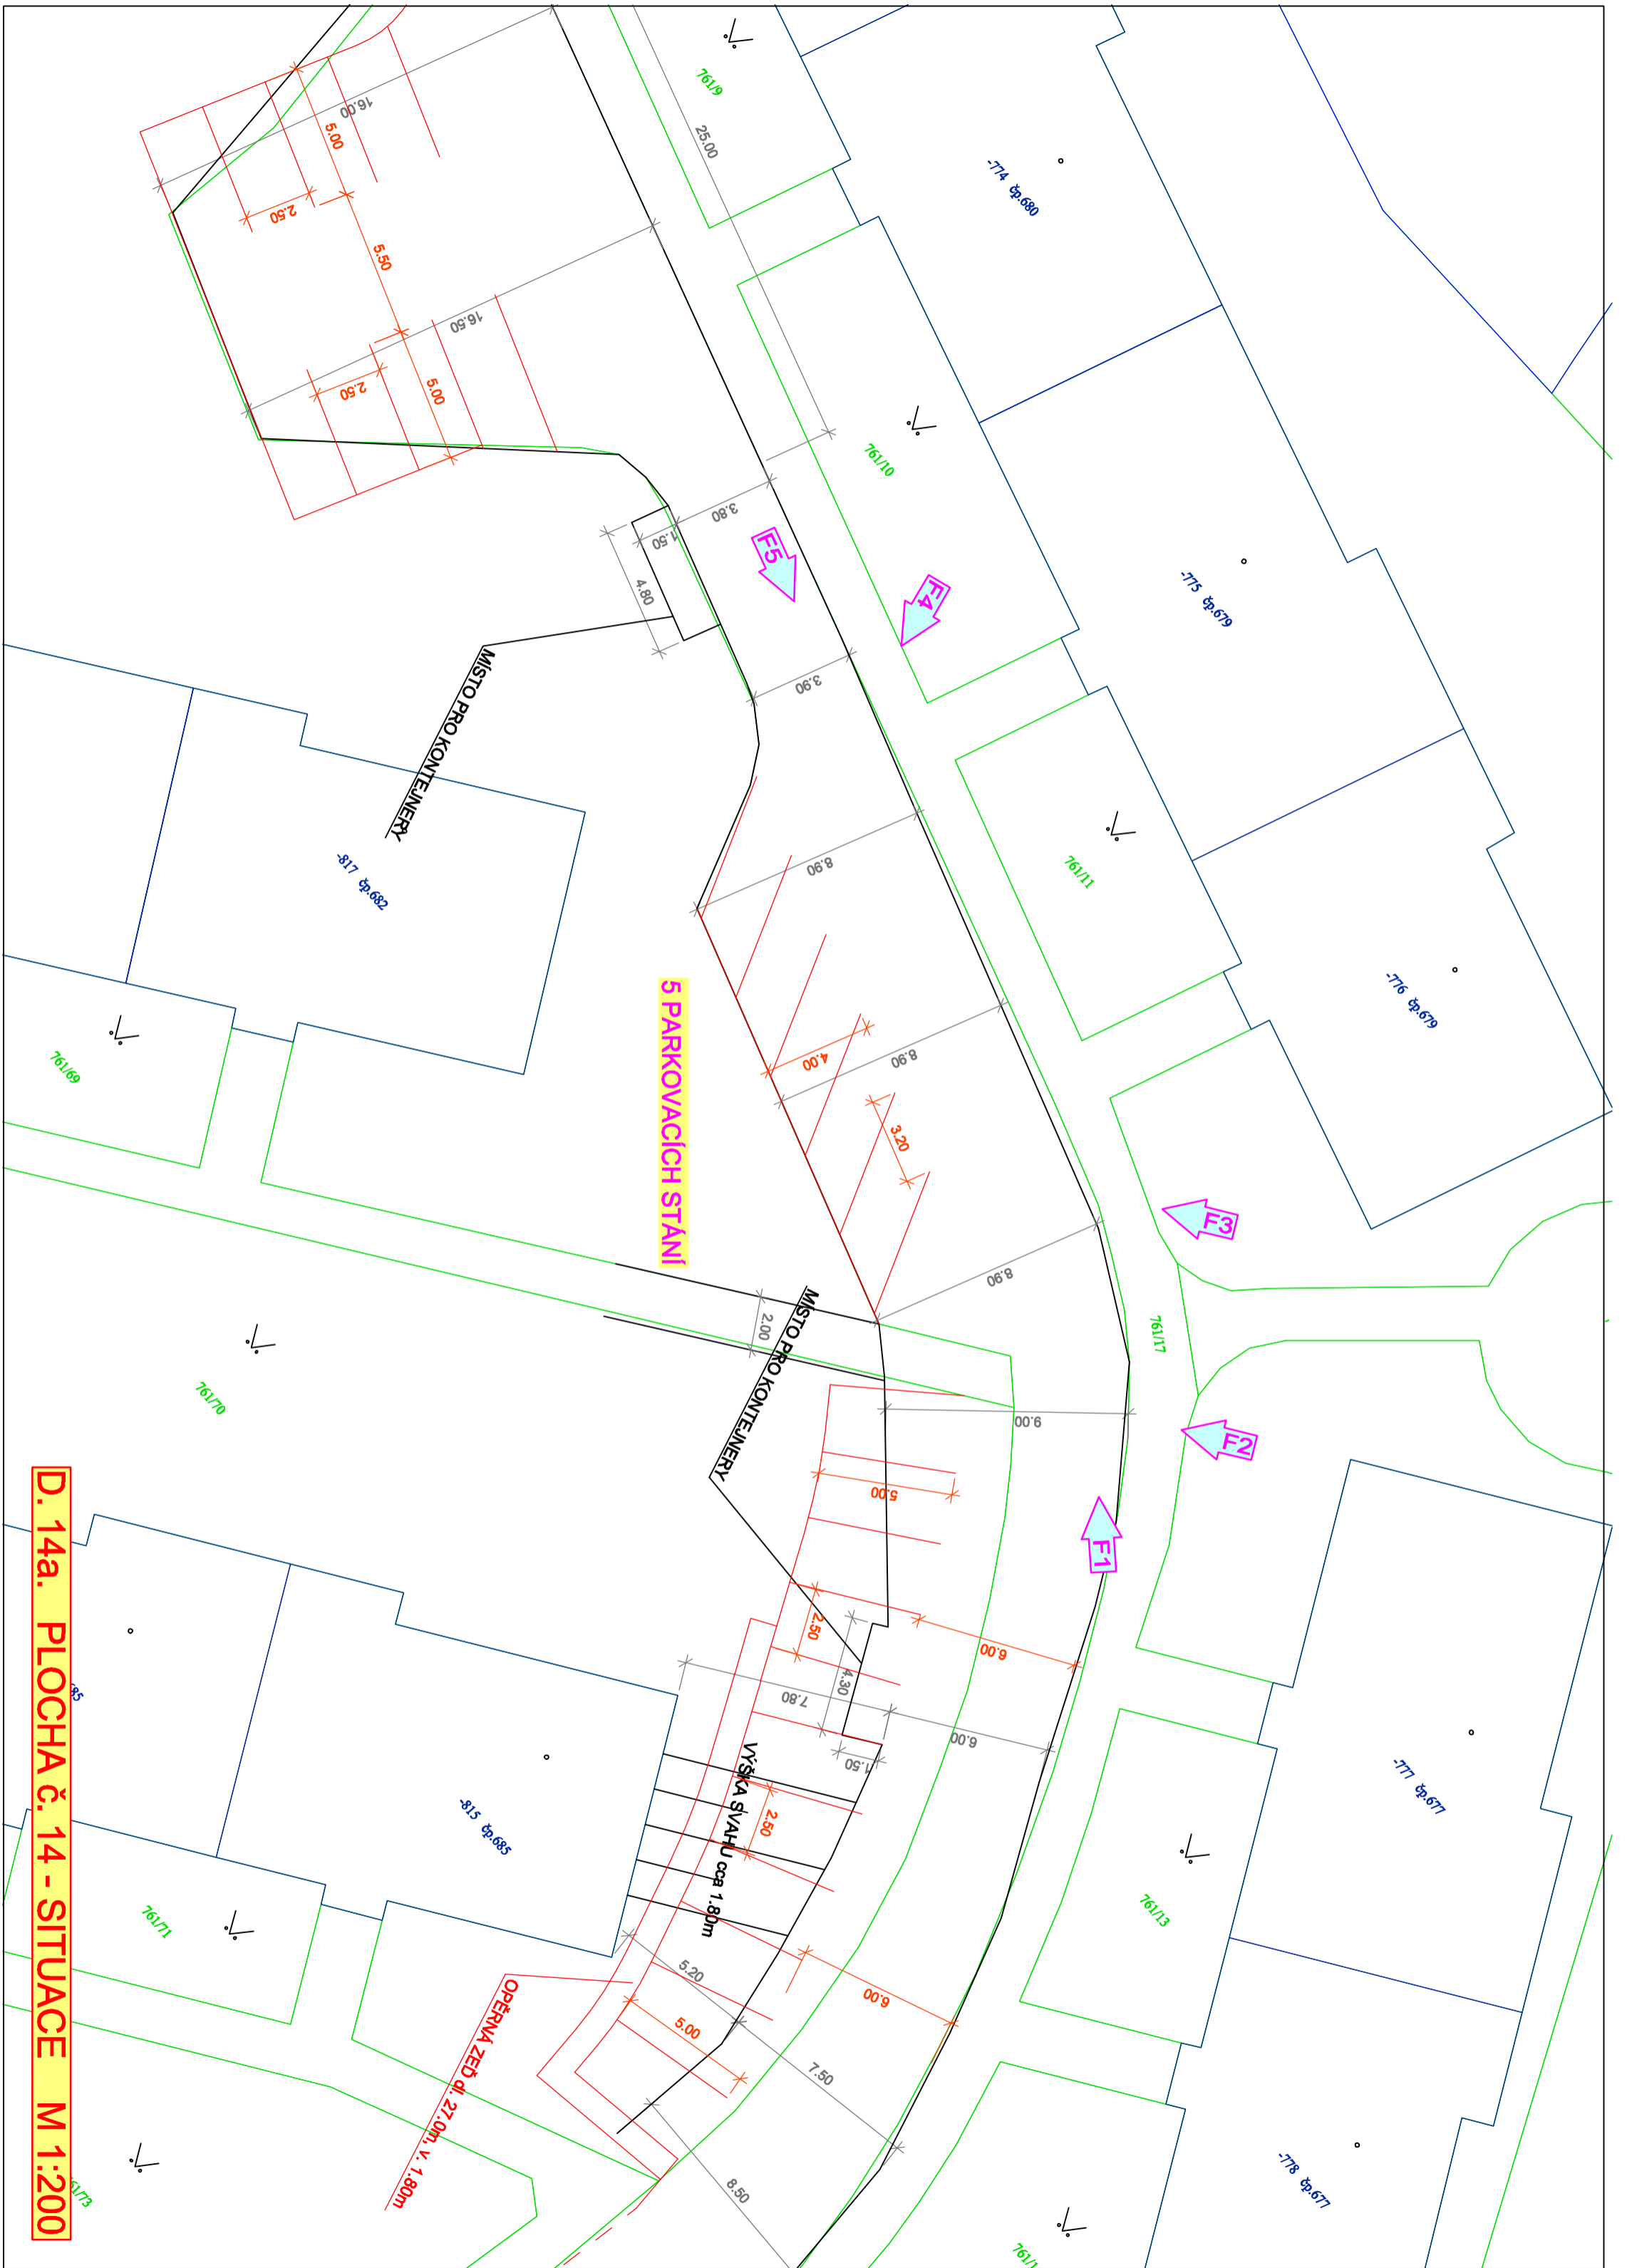 761/9
25.00
-774 čp.680
16.00
5.00
2.50
5.50
16.50
2.50
5.00
761/10
-775 čp.679
F5
F4
3.80
1.50
4.80
3.90
MÍSTO PRO KONTEJNERY
-817 čp.682
8.90
761/11
-776 čp.679
5 PARKOVACÍCH STÁNÍ
4.00
8.90
3.20
761/69
F3
8.90
761/17
2.00
MÍSTO PRO KONTEJNERY
761/70
9.00
F2
5.00
F1
2.50
6.00
4.30
7.80
6.00
1.50
-777 čp.677
VÝŠKA SVAHU cca 1.80m
2.50
-815 čp.685
761/71
761/13
5.20
6.00
OPĚRNÁ ZEĎ dl. 27.0m, v. 1.80m
5.00
7.50
8.50
-778 čp.677
D. 14a. PLOCHA č. 14 - SITUACE M 1:200